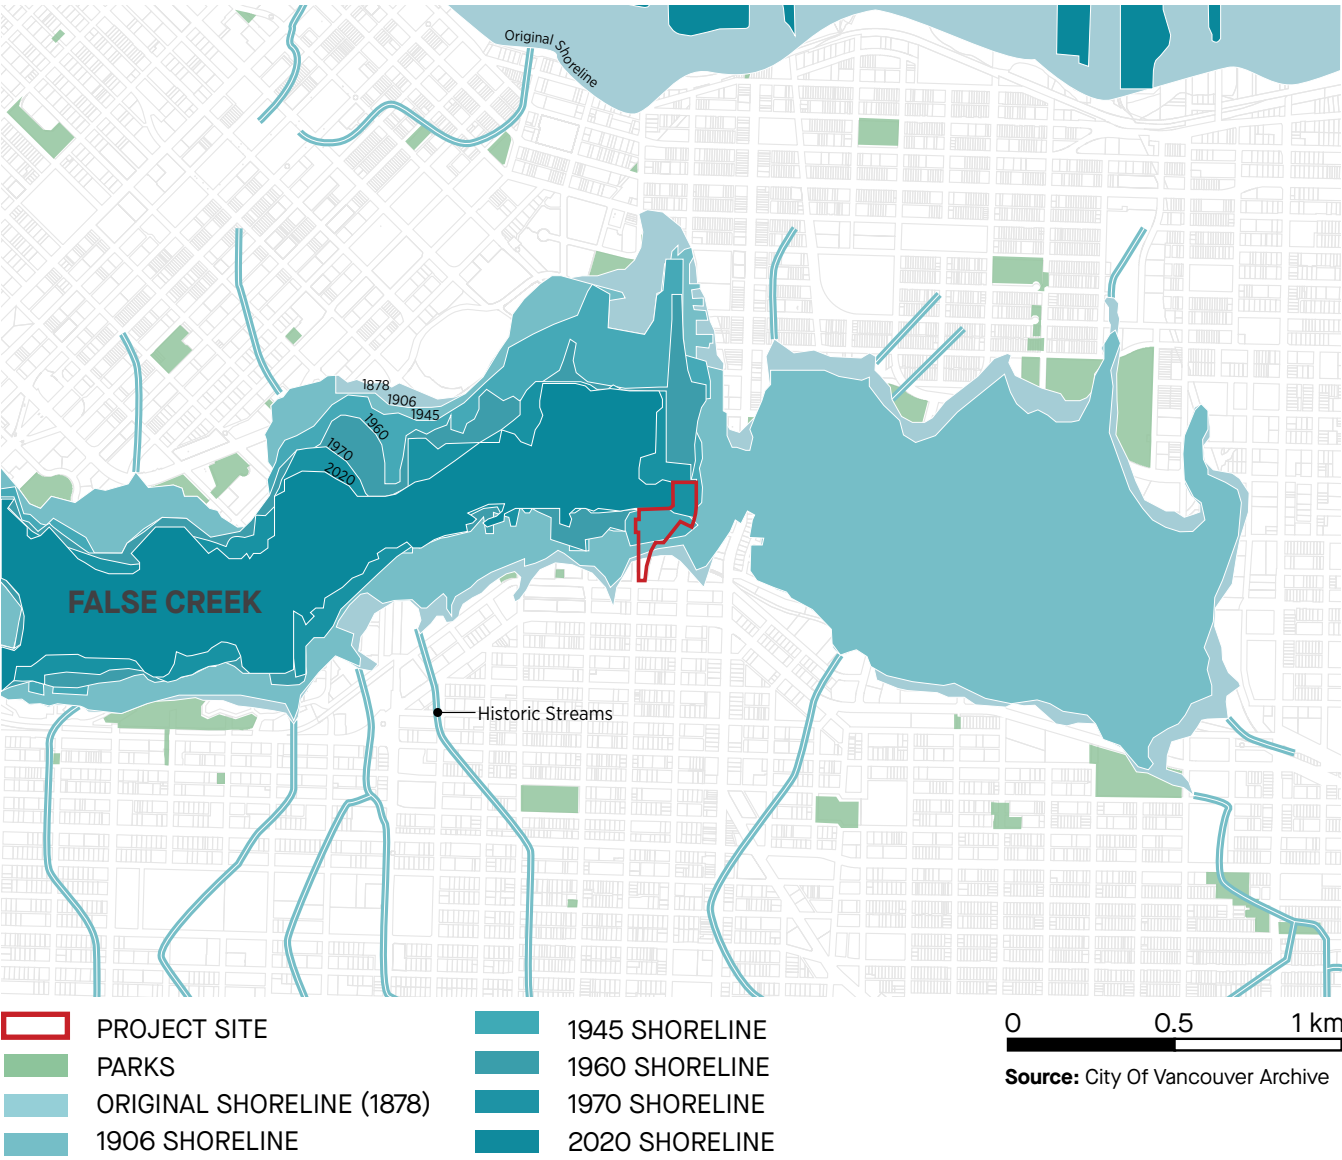 Original Shoreline
1878
1906
1945
1960
1970
2020
FALSE CREEK
Historic Streams
PROJECT SITE
PARKS
ORIGINAL SHORELINE (1878)
1906 SHORELINE
1945 SHORELINE
1960 SHORELINE
1970 SHORELINE
2020 SHORELINE
0 0.5 1 km
Source: City Of Vancouver Archive